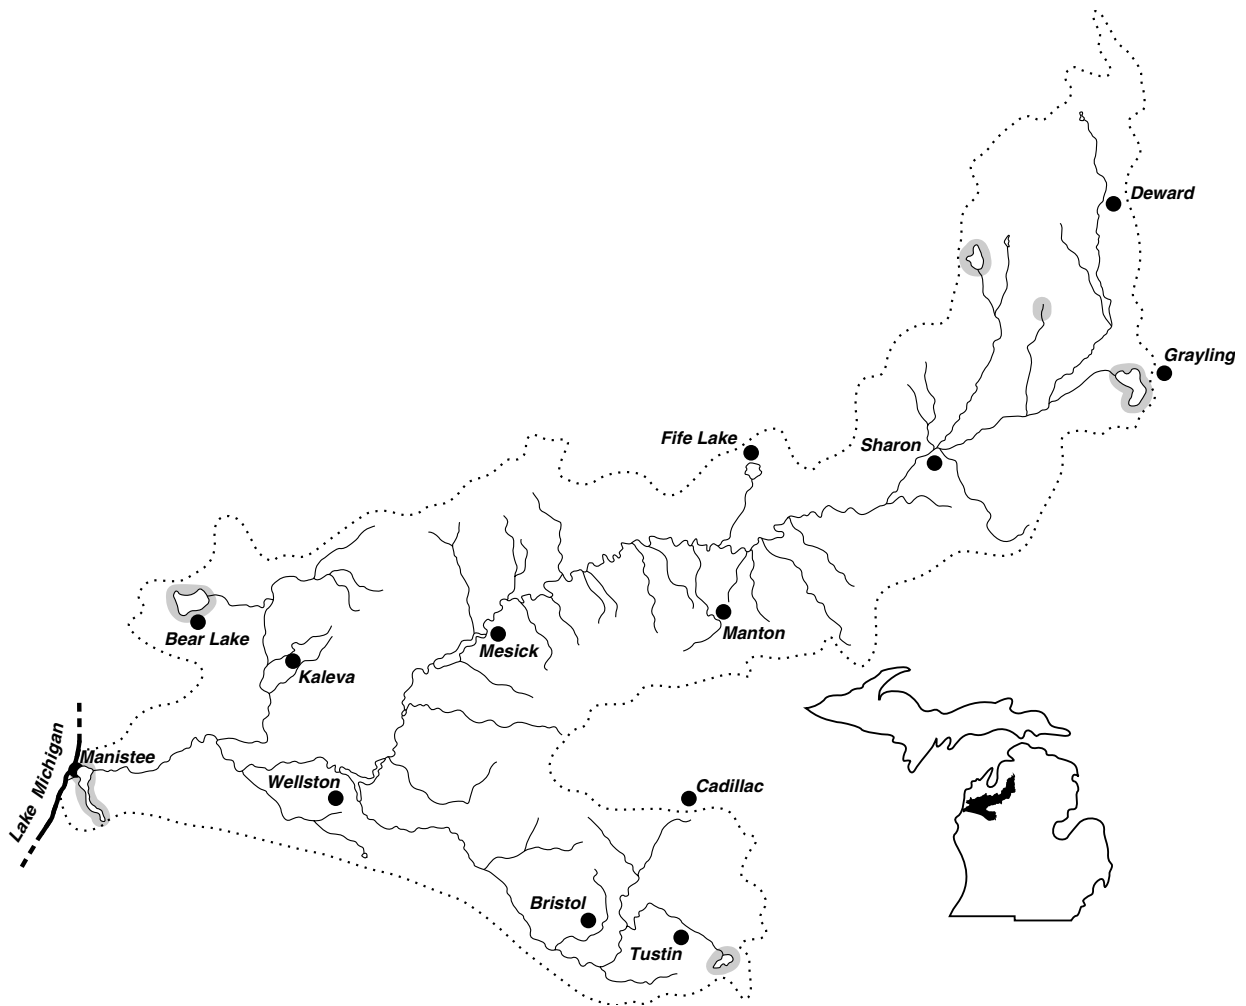 Deward
Grayling
Fife Lake
Sharon
Bear Lake
Manton
Mesick
Kaleva
Lake Michigan
Manistee
Wellston
Cadillac
Bristol
Tustin